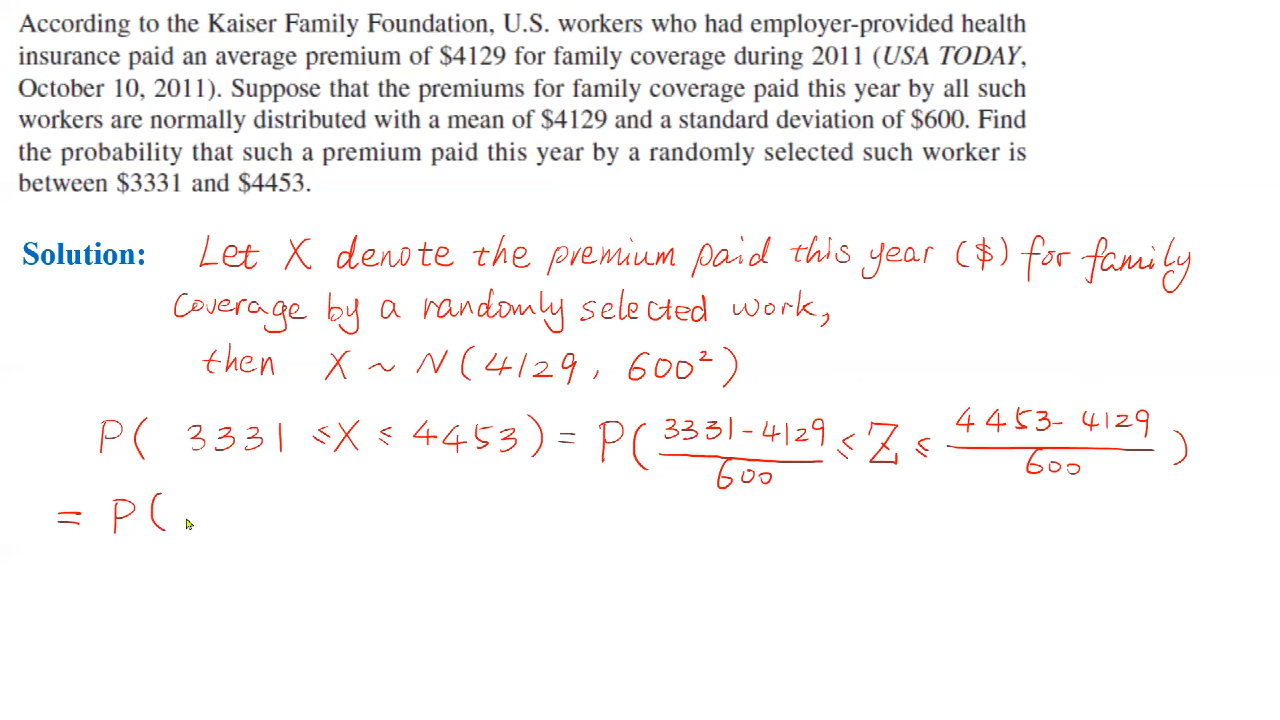 According to the Kaiser Family Foundation, U.S. workers who had employer-provided health
insurance paid an average premium of $4129 for family coverage during 2011 (USA TODAY,
October 10, 2011). Suppose that the premiums for family coverage paid this year by all such
workers are normally distributed with a mean of $4129 and a standard deviation of $600. Find
the probability that such a premium paid this year by a randomly selected such worker is
between $3331 and $4453.
Solution: Let X denote the premium paid this year ($) for family
coverage by a randomly selected work,
then X ~ N(4129, 600²)
P( 3331 ≤ X ≤ 4453) = P( (3331-4129)/600 ≤ Z ≤ (4453-4129)/600 )
= P(